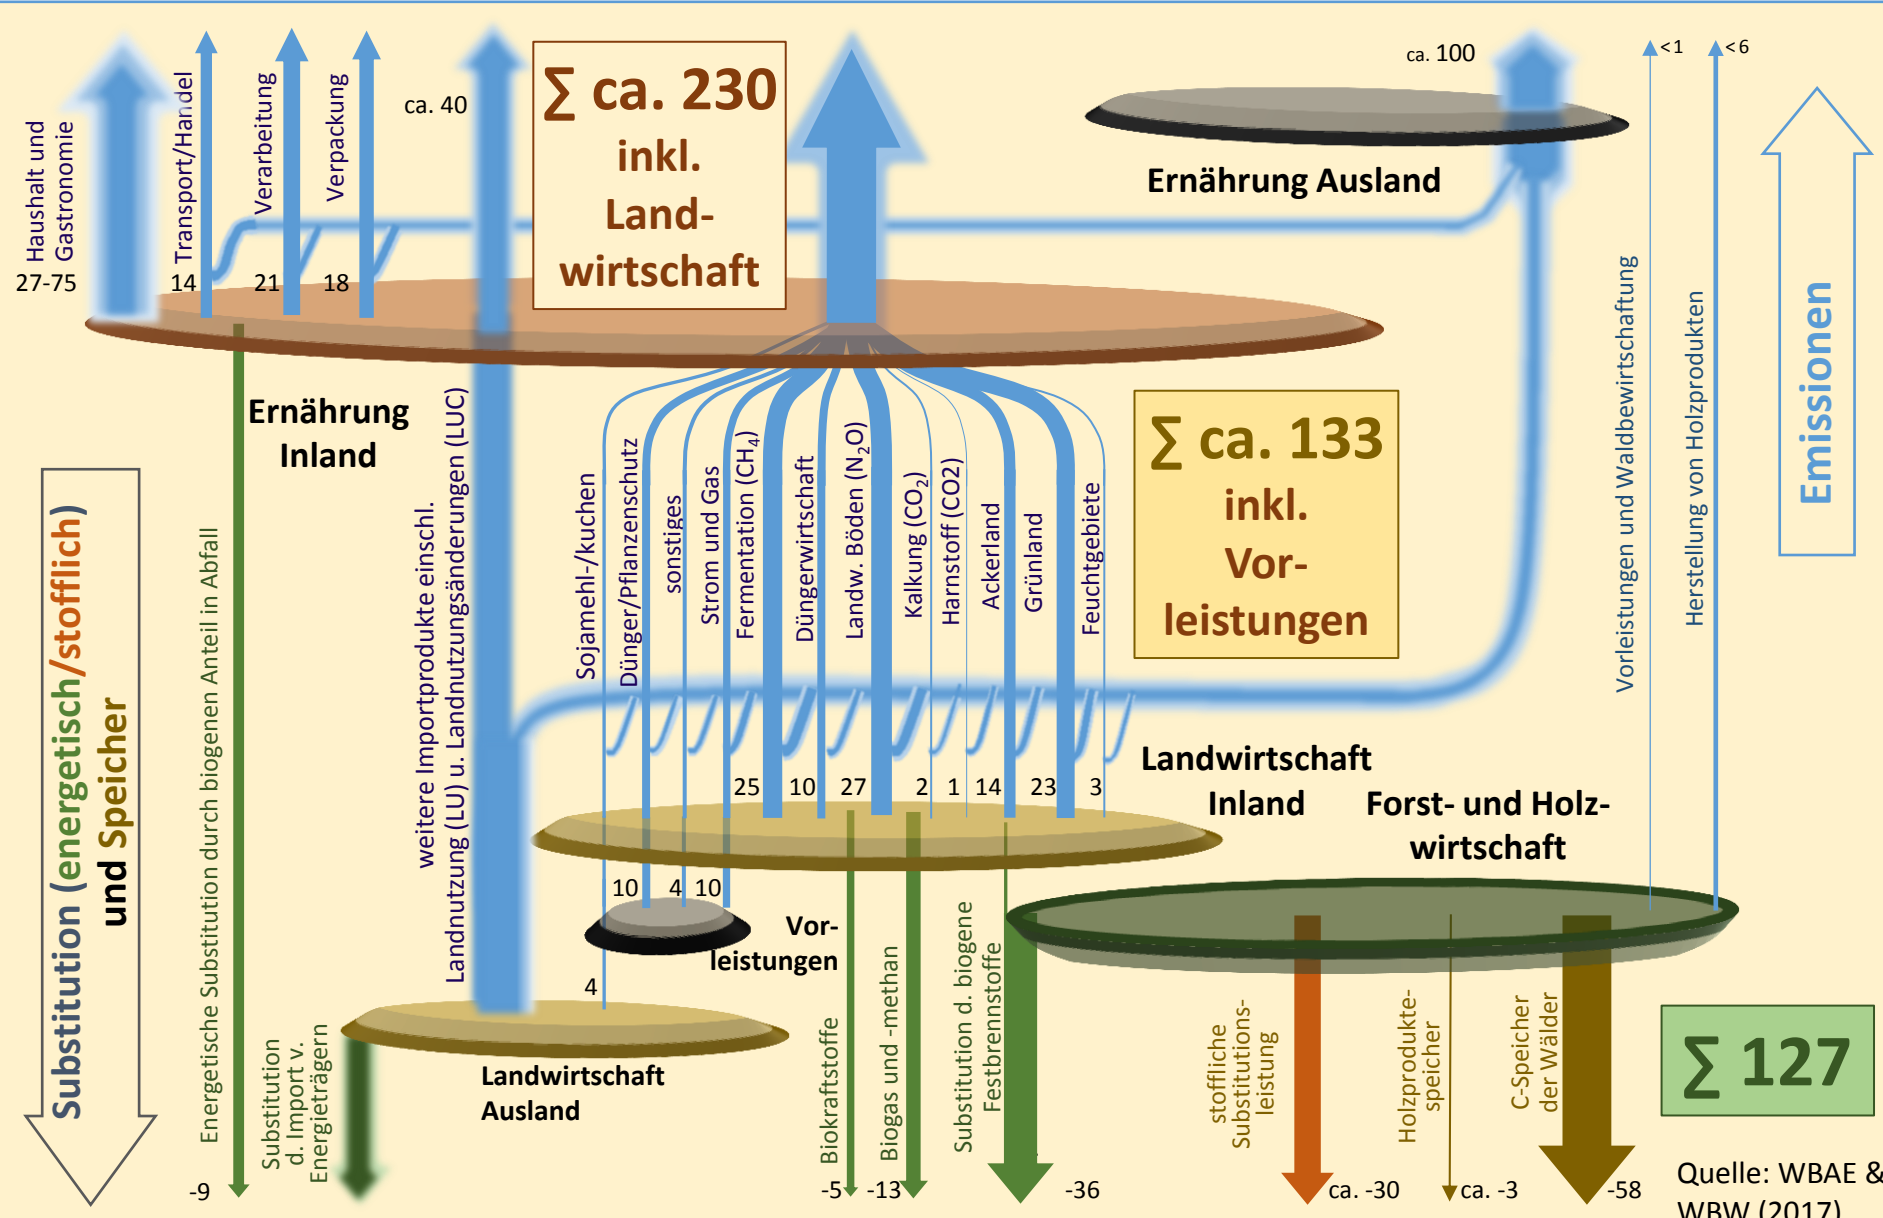 Haushalt und
Gastronomie
27-75
Transport/Handel
14
Verarbeitung
21
Verpackung
18
ca. 40
∑ ca. 230
inkl.
Land-
wirtschaft
ca. 100
Ernährung Ausland
< 1
< 6
Emissionen
Vorleistungen und Waldbewirtschaftung
Herstellung von Holzprodukten
Ernährung
Inland
∑ ca. 133
inkl.
Vor-
leistungen
Substitution (energetisch/stofflich)
und Speicher
Energetische Substitution durch biogenen Anteil in Abfall
-9
weitere Importprodukte einschl.
Landnutzung (LU) u. Landnutzungsänderungen (LUC)
Sojamehl-/kuchen
Dünger/Pflanzenschutz
sonstiges
Strom und Gas
Fermentation (CH₄)
Düngerwirtschaft
Landw. Böden (N₂O)
Kalkung (CO₂)
Harnstoff (CO2)
Ackerland
Grünland
Feuchtgebiete
25
10
27
2
1
14
23
3
Landwirtschaft
Inland
Forst- und Holz-
wirtschaft
10
4
10
Vor-
leistungen
4
Landwirtschaft
Ausland
Substitution
d. Import v.
Energieträgern
Biokraftstoffe
-5
Biogas und -methan
-13
Substitution d. biogene
Festbrennstoffe
-36
stoffliche
Substitutions-
leistung
ca. -30
Holzprodukte-
speicher
ca. -3
C-Speicher
der Wälder
-58
∑ 127
Quelle: WBAE &
WBW (2017)